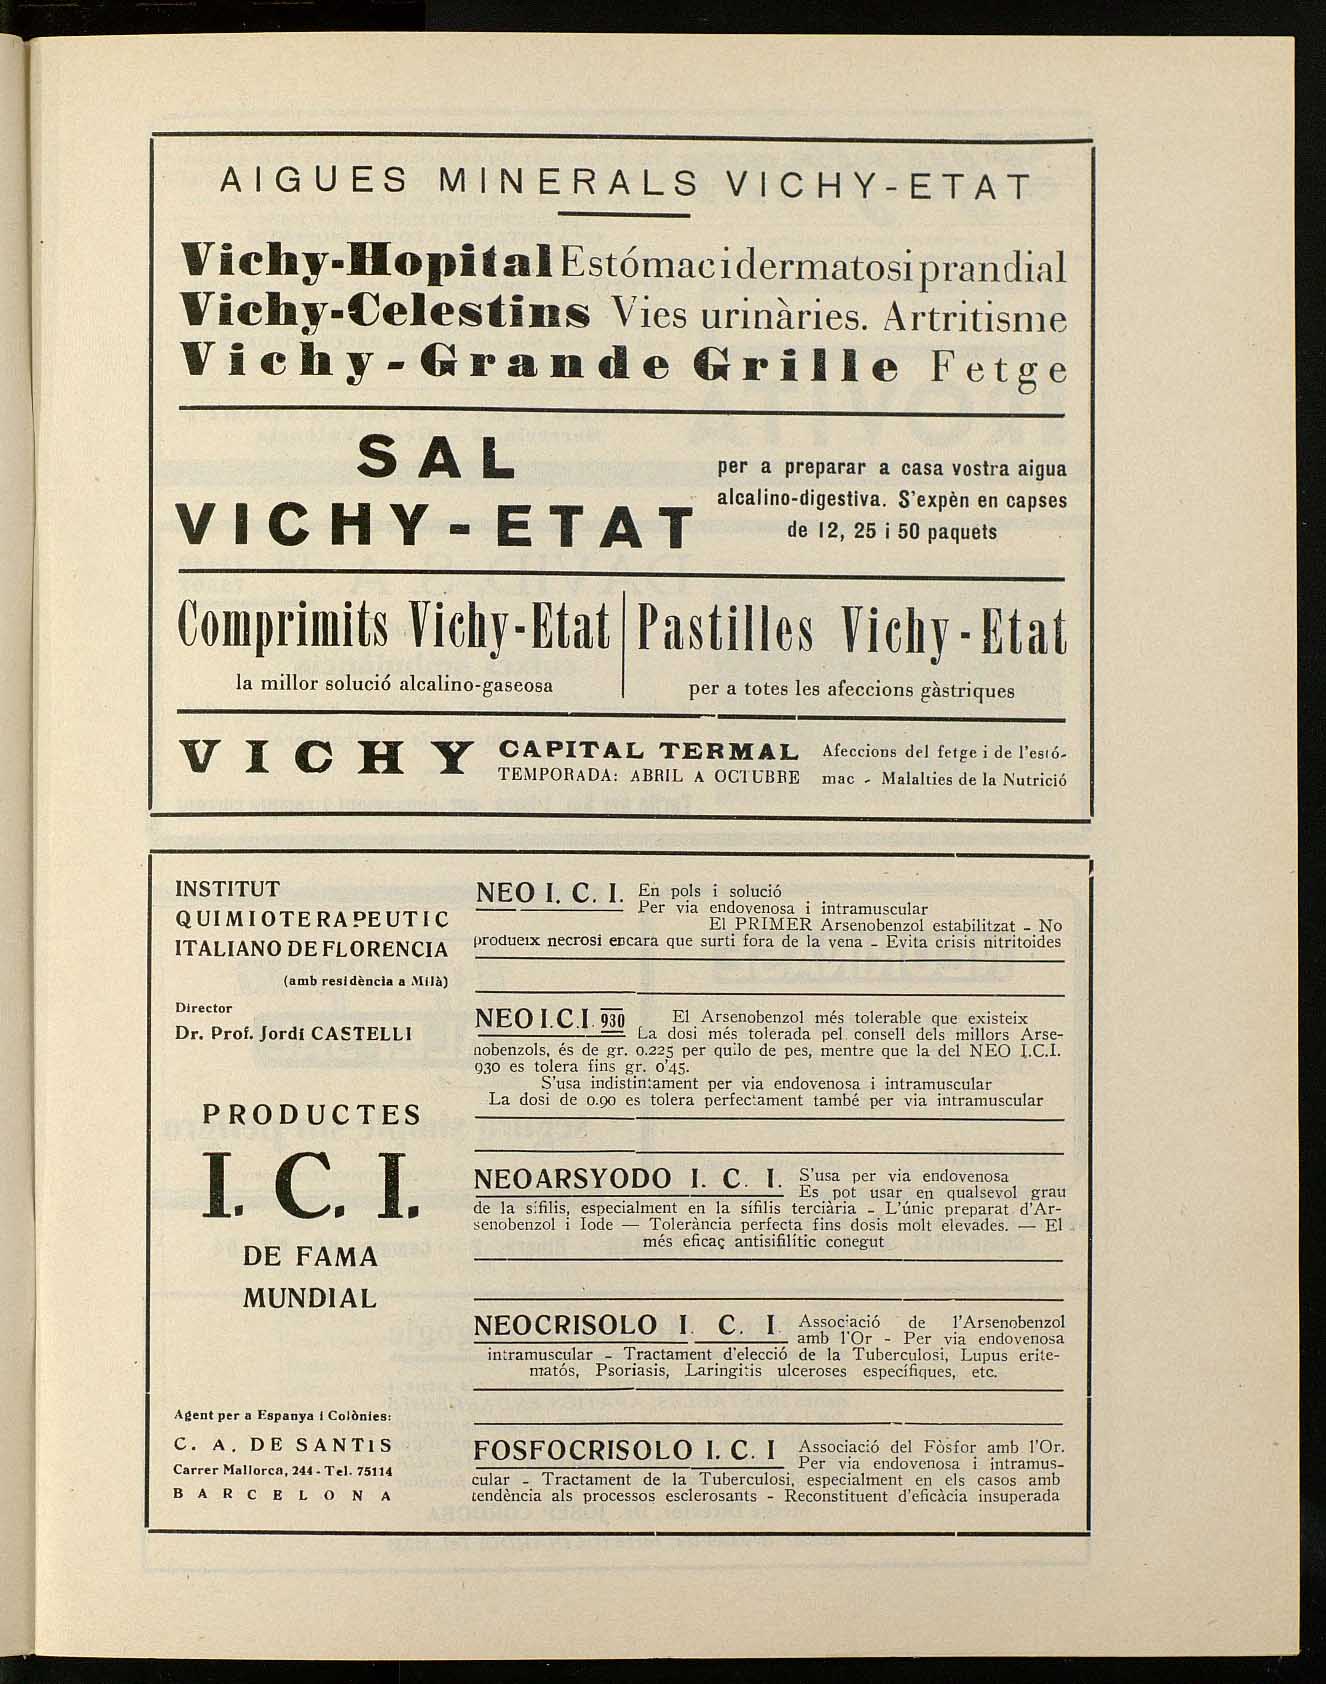 AIGUES MINERALS VICHY-ETAT
Vichy-Hopital Estómac i dermatosi prandial
Vichy-Celestins Vies urinàries. Artritisme
Vichy-Grande Grille Fetge
SAL
VICHY-ETAT
per a preparar a casa vostra aigua
alcalino-digestiva. S'expèn en capses
de 12, 25 i 50 paquets
Comprimits Vichy-Etat
la millor solució alcalino-gaseosa
Pastilles Vichy-Etat
per a totes les afeccions gàstriques
VICHY
CAPITAL TERMAL
TEMPORADA: ABRIL A OCTUBRE
Afeccions del fetge i de l'estó-
mac - Malalties de la Nutrició
INSTITUT
QUIMIOTERAPEUTIC
ITALIANO DE FLORENCIA
(amb residència a Milà)
Director
Dr. Prof. Jordi CASTELLI
PRODUCTES
I. C. I.
DE FAMA
MUNDIAL
Agent per a Espanya i Colònies:
C. A. DE SANTIS
Carrer Mallorca, 244 - Tel. 75114
BARCELONA
NEO I. C. I. En pols i solució
Per via endovenosa i intramuscular
El PRIMER Arsenobenzol estabilitzat - No
produeix necrosi encara que surti fora de la vena - Evita crisis nitritoides
NEO I.C.I. 930 El Arsenobenzol més tolerable que existeix
La dosi més tolerada pel consell dels millors Arse-
nobenzols, és de gr. 0.225 per quilo de pes, mentre que la del NEO I.C.I.
930 es tolera fins gr. 0'45.
S'usa indistintament per via endovenosa i intramuscular
La dosi de 0.90 es tolera perfectament també per via intramuscular
NEOARSYODO I. C. I. S'usa per via endovenosa
Es pot usar en qualsevol grau
de la sífilis, especialment en la sífilis terciària - L'únic preparat d'Ar-
senobenzol i Iode — Tolerància perfecta fins dosis molt elevades. — El
més eficaç antisifilític conegut
NEOCRISOLO I. C. I. Associació de l'Arsenobenzol
amb l'Or - Per via endovenosa
intramuscular - Tractament d'elecció de la Tuberculosi, Lupus erite-
matós, Psoriasis, Laringitis ulceroses específiques, etc.
FOSFOCRISOLO I. C. I Associació del Fòsfor amb l'Or.
Per via endovenosa i intramus-
cular - Tractament de la Tuberculosi, especialment en els casos amb
tendència als processos esclerosants - Reconstituent d'eficàcia insuperada